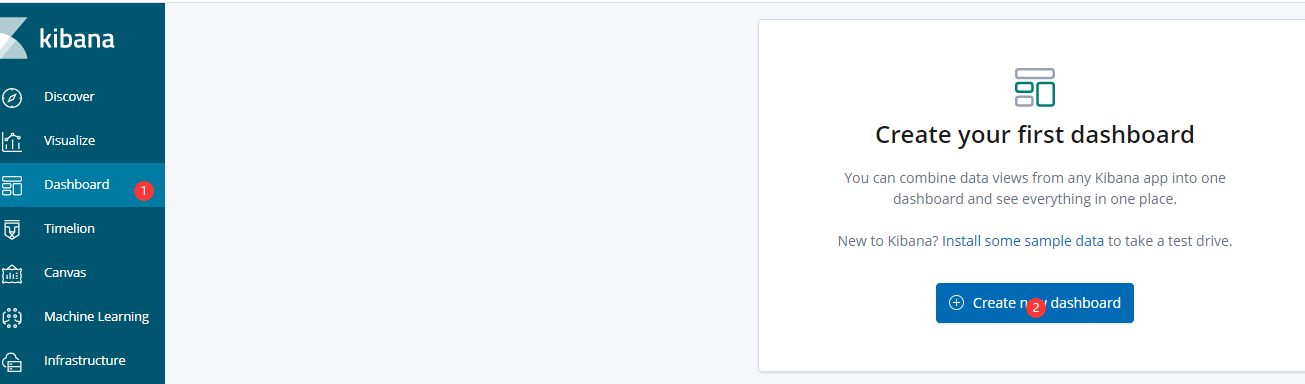 kibana
Discover
Visualize
Dashboard
1
Timelion
Canvas
Machine Learning
Infrastructure
Create your first dashboard
You can combine data views from any Kibana app into one
dashboard and see everything in one place.
New to Kibana? Install some sample data to take a test drive.
Create new dashboard
2